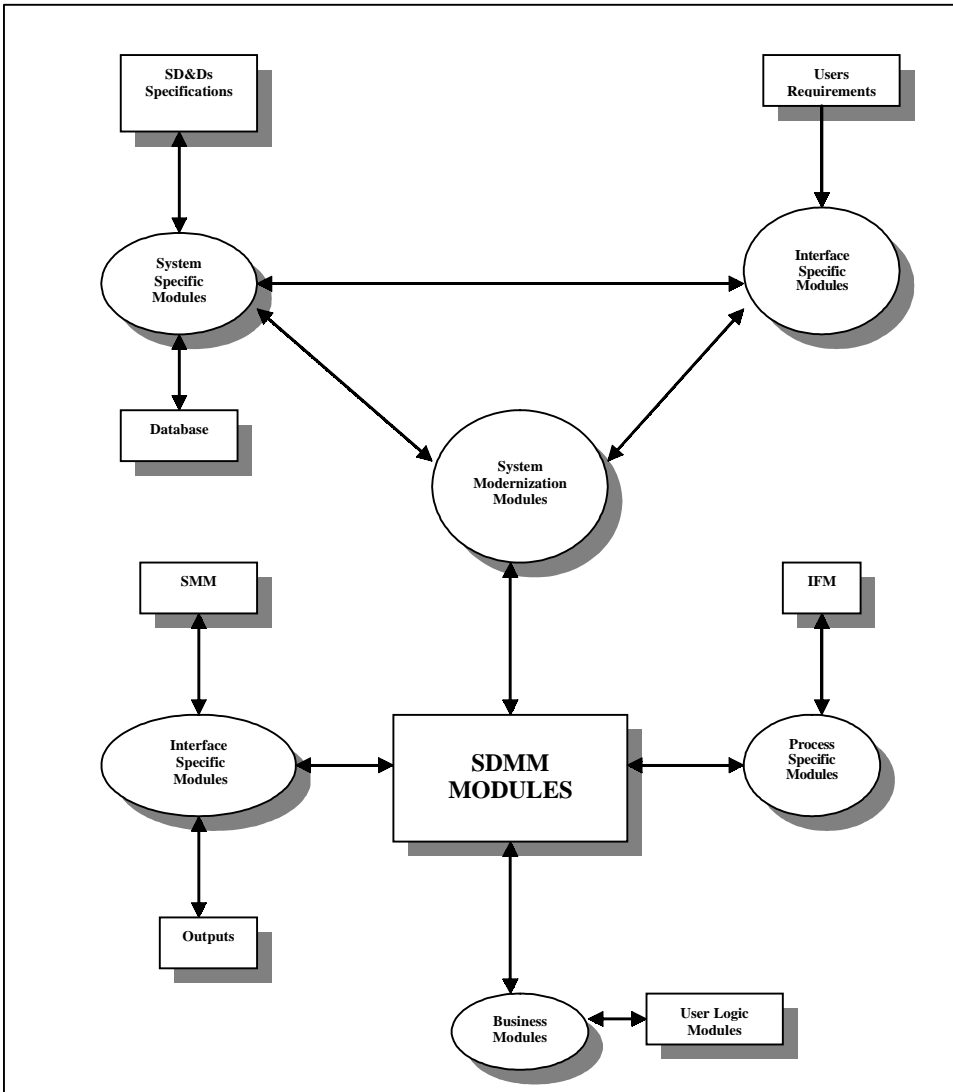 SD&Ds
Specifications
Users
Requirements
System
Specific
Modules
Interface
Specific
Modules
Database
System
Modernization
Modules
SMM
IFM
Interface
Specific
Modules
SDMM
MODULES
Process
Specific
Modules
Outputs
Business
Modules
User Logic
Modules